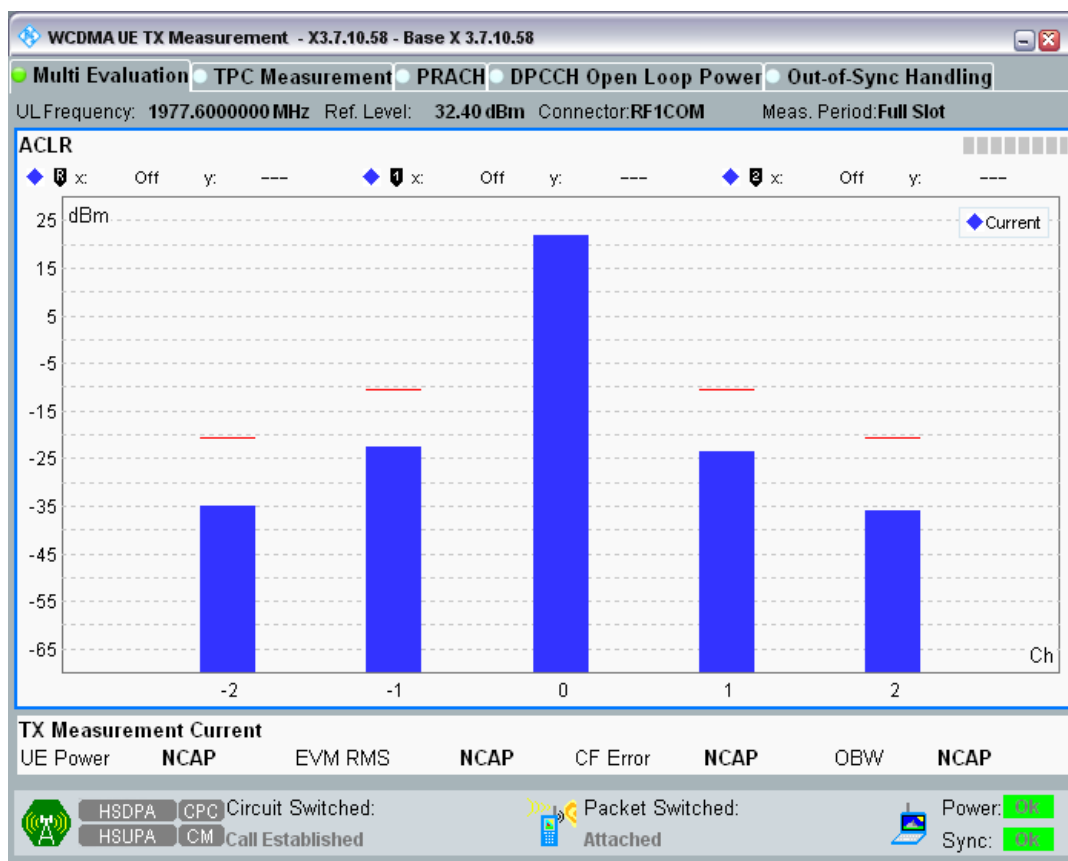 WCDMA UE TX Measurement - X3.7.10.58 - Base X 3.7.10.58
Multi Evaluation TPC Measurement PRACH DPCCH Open Loop Power Out-of-Sync Handling
UL Frequency: 1977.6000000 MHz Ref. Level: 32.40 dBm Connector:RF1COM Meas. Period:Full Slot
ACLR
R x: Off y: --- 1 x: Off y: --- 2 x: Off y: ---
dBm
Current
25
15
5
-5
-15
-25
-35
-45
-55
-65
Ch
-2 -1 0 1 2
TX Measurement Current
UE Power NCAP EVM RMS NCAP CF Error NCAP OBW NCAP
HSDPA CPC Circuit Switched: Packet Switched: Power: Ok
HSUPA CM Call Established Attached Sync: Ok